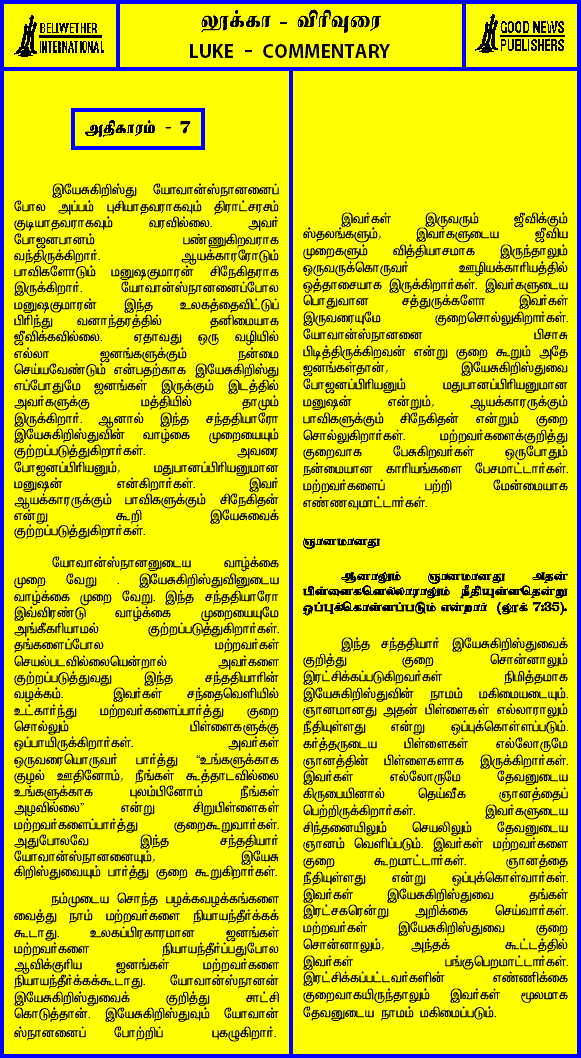 BELLWETHER
INTERNATIONAL
லூக்கா - விரிவுரை
LUKE - COMMENTARY
GOOD NEWS
PUBLISHERS
அதிகாரம் - 7
இயேசுகிறிஸ்து யோவான்ஸ்நானனைப்
போல அப்பம் புசியாதவராகவும் திராட்சரசம்
குடியாதவராகவும் வரவில்லை. அவர்
போஜனபானம் பண்ணுகிறவராக
வந்திருக்கிறார். ஆயக்காரரோடும்
பாவிகளோடும் மனுஷகுமாரன் சிநேகிதராக
இருக்கிறார். யோவான்ஸ்நானனைப்போல
மனுஷகுமாரன் இந்த உலகத்தைவிட்டுப்
பிரிந்து வனாந்தரத்தில் தனிமையாக
ஜீவிக்கவில்லை. ஏதாவது ஒரு வழியில்
எல்லா ஜனங்களுக்கும் நன்மை
செய்யவேண்டும் என்பதற்காக இயேசுகிறிஸ்து
எப்போதுமே ஜனங்கள் இருக்கும் இடத்தில்
அவர்களுக்கு மத்தியில் தாமும்
இருக்கிறார். ஆனால் இந்த சந்ததியாரோ
இயேசுகிறிஸ்துவின் வாழ்கை முறையையும்
குற்றப்படுத்துகிறார்கள். அவரை
போஜனப்பிரியனும், மதுபானப்பிரியனுமான
மனுஷன் என்கிறார்கள். இவர்
ஆயக்காரருக்கும் பாவிகளுக்கும் சிநேகிதன்
என்று கூறி இயேசுவைக்
குற்றப்படுத்துகிறார்கள்.
யோவான்ஸ்நானனுடைய வாழ்க்கை
முறை வேறு . இயேசுகிறிஸ்துவினுடைய
வாழ்க்கை முறை வேறு. இந்த சந்ததியாரோ
இவ்விரண்டு வாழ்க்கை முறையையுமே
அங்கீகரியாமல் குற்றப்படுத்துகிறார்கள்.
தங்களைப்போல மற்றவர்கள்
செயல்படவில்லையென்றால் அவர்களை
குற்றப்படுத்துவது இந்த சந்ததியாரின்
வழக்கம். இவர்கள் சந்தைவெளியில்
உட்கார்ந்து மற்றவர்களைப்பார்த்து குறை
சொல்லும் பிள்ளைகளுக்கு
ஒப்பாயிருக்கிறார்கள். அவர்கள்
ஒருவரையொருவர் பார்த்து “உங்களுக்காக
குழல் ஊதினோம், நீங்கள் கூத்தாடவில்லை
உங்களுக்காக புலம்பினோம் நீங்கள்
அழவில்லை” என்று சிறுபிள்ளைகள்
மற்றவர்களைப்பார்த்து குறைகூறுவார்கள்.
அதுபோலவே இந்த சந்ததியார்
யோவான்ஸ்நானனையும், இயேசு
கிறிஸ்துவையும் பார்த்து குறை கூறுகிறார்கள்.
நம்முடைய சொந்த பழக்கவழக்கங்களை
வைத்து நாம் மற்றவர்களை நியாயந்தீர்க்கக்
கூடாது. உலகப்பிரகாரமான ஜனங்கள்
மற்றவர்களை நியாயந்தீர்ப்பதுபோல
ஆவிக்குரிய ஜனங்கள் மற்றவர்களை
நியாயந்தீர்க்கக்கூடாது. யோவான்ஸ்நானன்
இயேசுகிறிஸ்துவைக் குறித்து சாட்சி
கொடுத்தான். இயேசுகிறிஸ்துவும் யோவான்
ஸ்நானனைப் போற்றிப் புகழுகிறார்.
இவர்கள் இருவரும் ஜீவிக்கும்
ஸ்தலங்களும், இவர்களுடைய ஜீவிய
முறைகளும் வித்தியாசமாக இருந்தாலும்
ஒருவருக்கொருவர் ஊழியக்காரியத்தில்
ஒத்தாசையாக இருக்கிறார்கள். இவர்களுடைய
பொதுவான சத்துருக்களோ இவர்கள்
இருவரையுமே குறைசொல்லுகிறார்கள்.
யோவான்ஸ்நானனை பிசாசு
பிடித்திருக்கிறவன் என்று குறை கூறும் அதே
ஜனங்கள்தான், இயேசுகிறிஸ்துவை
போஜனப்பிரியனும் மதுபானப்பிரியனுமான
மனுஷன் என்றும், ஆயக்காரருக்கும்
பாவிகளுக்கும் சிநேகிதன் என்றும் குறை
சொல்லுகிறார்கள். மற்றவர்களைக்குறித்து
குறைவாக பேசுகிறவர்கள் ஒருபோதும்
நன்மையான காரியங்களை பேசமாட்டார்கள்.
மற்றவர்களைப் பற்றி மேன்மையாக
எண்ணவுமாட்டார்கள்.
ஞானமானது
ஆனாலும் ஞானமானது அதன்
பிள்ளைகளெல்லாராலும் நீதியுள்ளதென்று
ஒப்புக்கொள்ளப்படும் என்றார் (லூக் 7:35).
இந்த சந்ததியார் இயேசுகிறிஸ்துவைக்
குறித்து குறை சொன்னாலும்
இரட்சிக்கப்படுகிறவர்கள் நிமித்தமாக
இயேசுகிறிஸ்துவின் நாமம் மகிமையடையும்.
ஞானமானது அதன் பிள்ளைகள் எல்லாராலும்
நீதியுள்ளது என்று ஒப்புக்கொள்ளப்படும்.
கர்த்தருடைய பிள்ளைகள் எல்லோருமே
ஞானத்தின் பிள்ளைகளாக இருக்கிறார்கள்.
இவர்கள் எல்லோருமே தேவனுடைய
கிருபையினால் தெய்வீக ஞானத்தைப்
பெற்றிருக்கிறார்கள். இவர்களுடைய
சிந்தனையிலும் செயலிலும் தேவனுடைய
ஞானம் வெளிப்படும். இவர்கள் மற்றவர்களை
குறை கூறமாட்டார்கள். ஞானத்தை
நீதியுள்ளது என்று ஒப்புக்கொள்வார்கள்.
இவர்கள் இயேசுகிறிஸ்துவை தங்கள்
இரட்சகரென்று அறிக்கை செய்வார்கள்.
மற்றவர்கள் இயேசுகிறிஸ்துவை குறை
சொன்னாலும், அந்தக் கூட்டத்தில்
இவர்கள் பங்குபெறமாட்டார்கள்.
இரட்சிக்கப்பட்டவர்களின் எண்ணிக்கை
குறைவாகயிருந்தாலும் இவர்கள் மூலமாக
தேவனுடைய நாமம் மகிமைப்படும்.